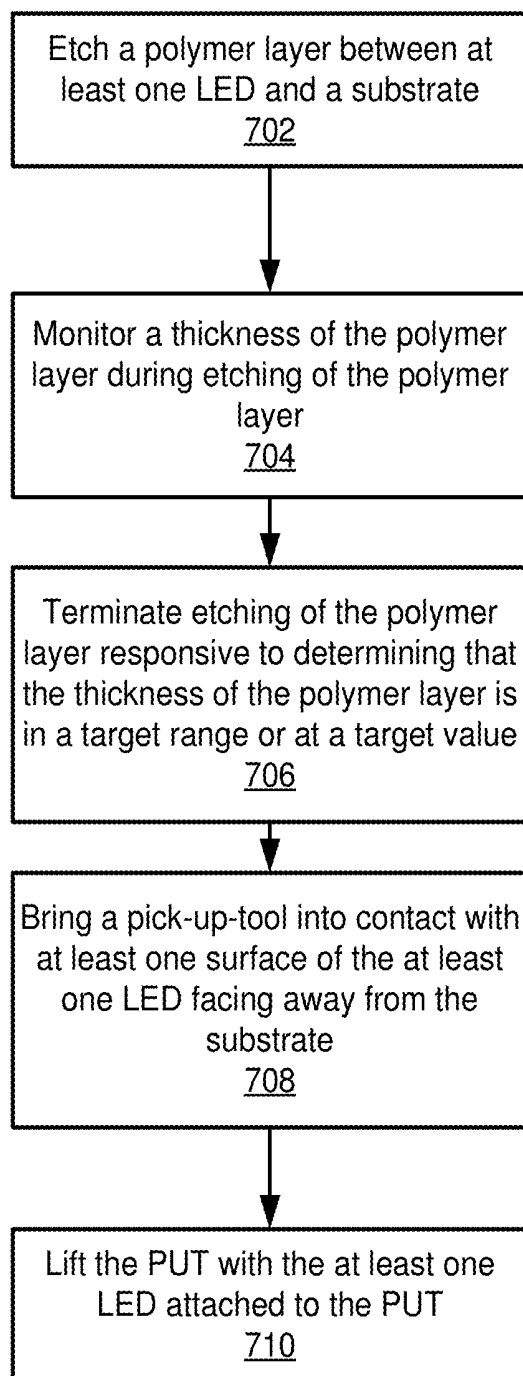 Etch a polymer layer between at
least one LED and a substrate
702
Monitor a thickness of the polymer
layer during etching of the polymer
layer
704
Terminate etching of the polymer
layer responsive to determining that
the thickness of the polymer layer is
in a target range or at a target value
706
Bring a pick-up-tool into contact with
at least one surface of the at least
one LED facing away from the
substrate
708
Lift the PUT with the at least one
LED attached to the PUT
710